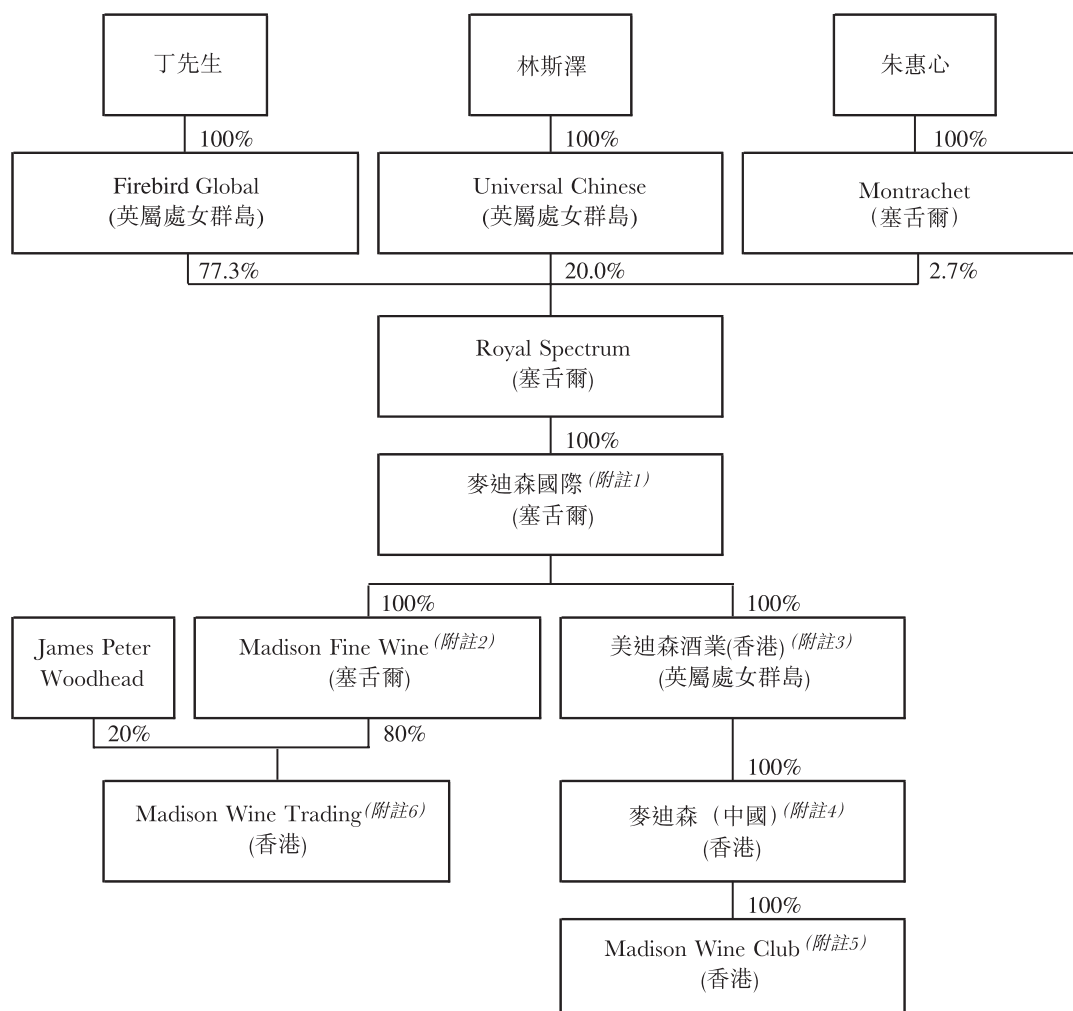 丁先生
林斯澤
朱惠心
100%
100%
100%
Firebird Global
(英屬處女群島)
Universal Chinese
(英屬處女群島)
Montrachet
（塞舌爾）
77.3%
20.0%
2.7%
Royal Spectrum
(塞舌爾)
100%
麥迪森國際(附註1)
(塞舌爾)
100%
100%
James Peter
Woodhead
Madison Fine Wine(附註2)
(塞舌爾)
美迪森酒業(香港)(附註3)
(英屬處女群島)
20%
80%
100%
Madison Wine Trading(附註6)
(香港)
麥迪森（中國）(附註4)
(香港)
100%
Madison Wine Club(附註5)
(香港)